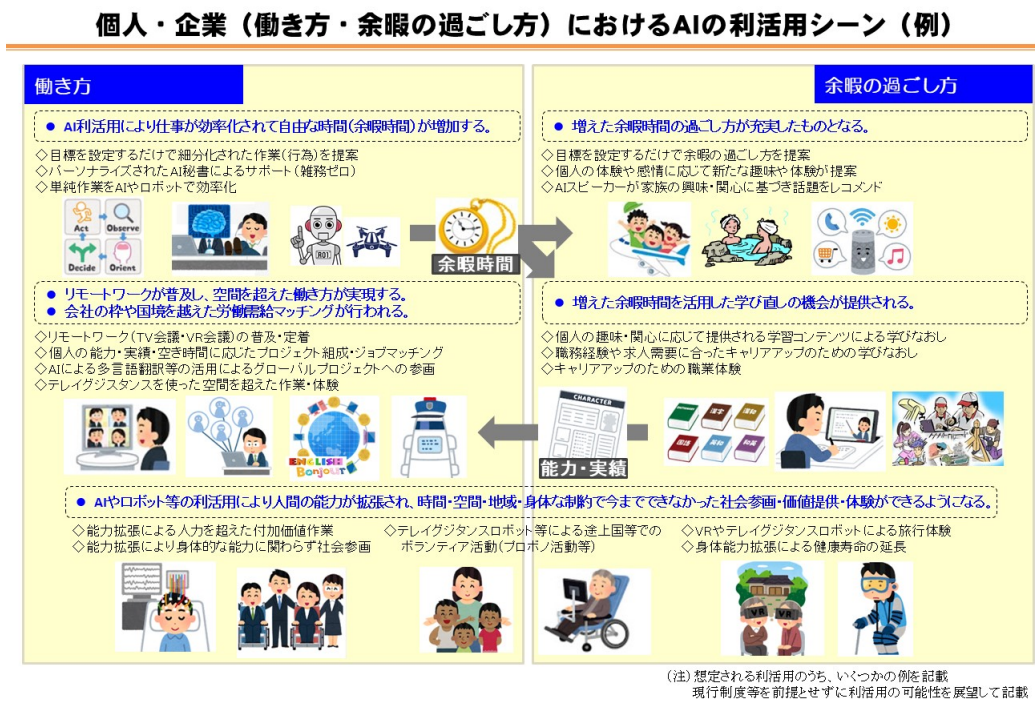 個人・企業（働き方・余暇の過ごし方）におけるAIの利活用シーン（例）
働き方
● AI利活用により仕事が効率化されて自由な時間(余暇時間)が増加する。
◇目標を設定するだけで細分化された作業(行為)を提案
◇パーソナライズされたAI秘書によるサポート(雑務ゼロ)
◇単純作業をAIやロボットで効率化
Act
Observe
Decide
Orient
R01
余暇時間
● リモートワークが普及し、空間を超えた働き方が実現する。
● 会社の枠や国境を越えた労働需給マッチングが行われる。
◇リモートワーク(TV会議・VR会議)の普及・定着
◇個人の能力・実績・空き時間に応じたプロジェクト組成・ジョブマッチング
◇AIによる多言語翻訳等の活用によるグローバルプロジェクトへの参画
◇テレイグジスタンスを使った空間を超えた作業・体験
ENGLISH
Bonjour
余暇の過ごし方
● 増えた余暇時間の過ごし方が充実したものとなる。
◇目標を設定するだけで余暇の過ごし方を提案
◇個人の体験や感情に応じて新たな趣味や体験が提案
◇AIスピーカーが家族の興味・関心に基づき話題をレコメンド
● 増えた余暇時間を活用した学び直しの機会が提供される。
◇個人の趣味・関心に応じて提供される学習コンテンツによる学びなおし
◇職務経験や求人需要に合ったキャリアアップのための学びなおし
◇キャリアアップのための職業体験
CHARACTER
能力・実績
漢字
漢和
国語
英和
和英
● AIやロボット等の利活用により人間の能力が拡張され、時間・空間・地域・身体な制約で今までできなかった社会参画・価値提供・体験ができるようになる。
◇能力拡張による人力を超えた付加価値作業
◇能力拡張により身体的な能力に関わらず社会参画
◇テレイグジタンスロボット等による途上国等での
ボランティア活動(プロボノ活動等)
◇VRやテレイグジタンスロボットによる旅行体験
◇身体能力拡張による健康寿命の延長
VR
VR
（注）想定される利活用のうち、いくつかの例を記載
現行制度等を前提とせずに利活用の可能性を展望して記載